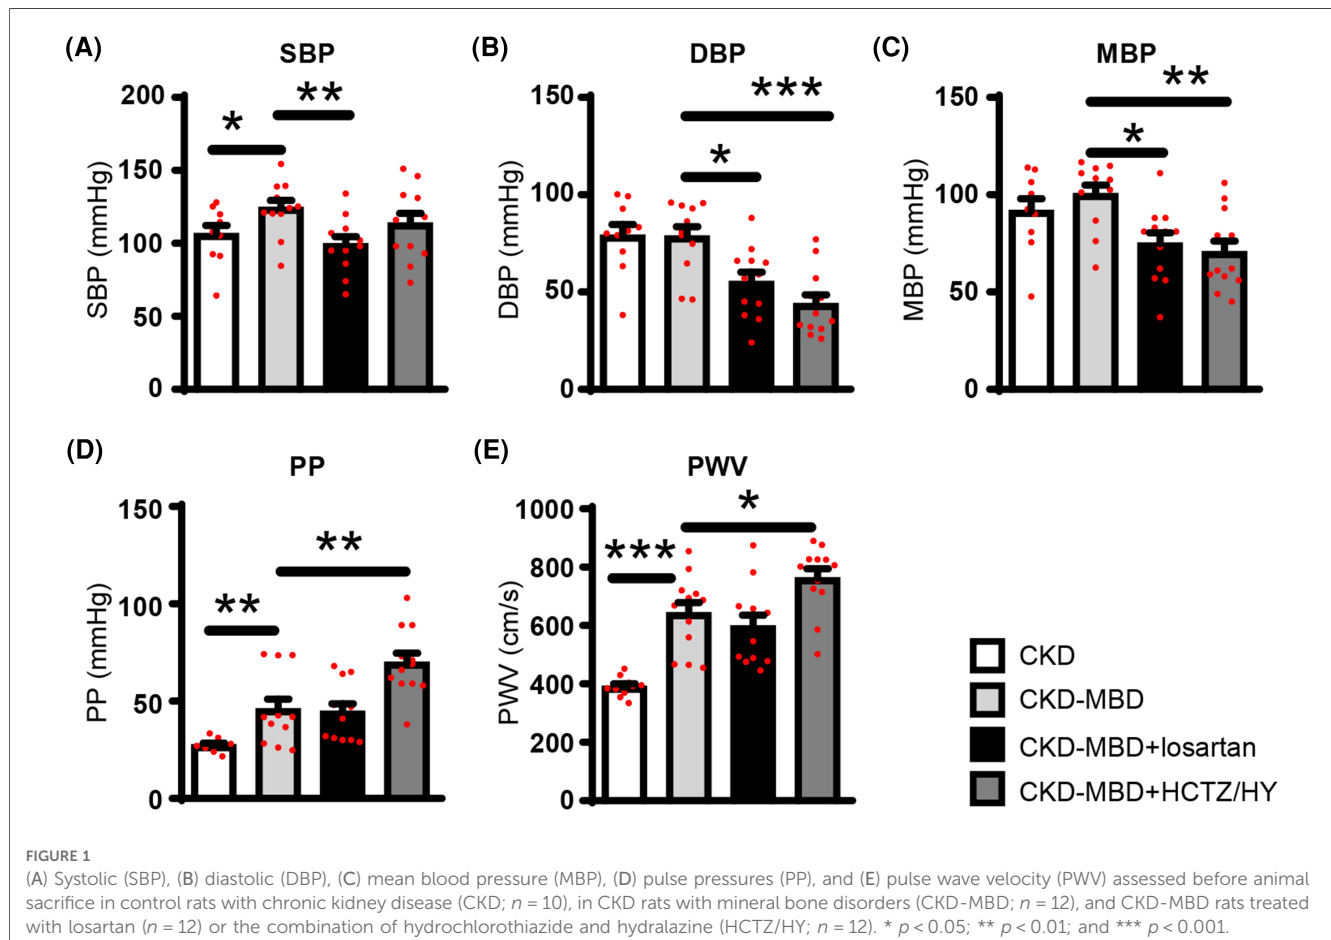 (A)
SBP
* **
200
150
100
50
0
SBP (mmHg)
(B)
DBP
***
*
150
100
50
0
DBP (mmHg)
(C)
MBP
**
*
150
100
50
0
MBP (mmHg)
(D)
PP
**
**
150
100
50
0
PP (mmHg)
(E)
PWV
*
***
1000
800
600
400
200
0
PWV (cm/s)
CKD
CKD-MBD
CKD-MBD+losartan
CKD-MBD+HCTZ/HY
FIGURE 1
(A) Systolic (SBP), (B) diastolic (DBP), (C) mean blood pressure (MBP), (D) pulse pressures (PP), and (E) pulse wave velocity (PWV) assessed before animal
sacrifice in control rats with chronic kidney disease (CKD; n = 10), in CKD rats with mineral bone disorders (CKD-MBD; n = 12), and CKD-MBD rats treated
with losartan (n = 12) or the combination of hydrochlorothiazide and hydralazine (HCTZ/HY; n = 12). * p < 0.05; ** p < 0.01; and *** p < 0.001.